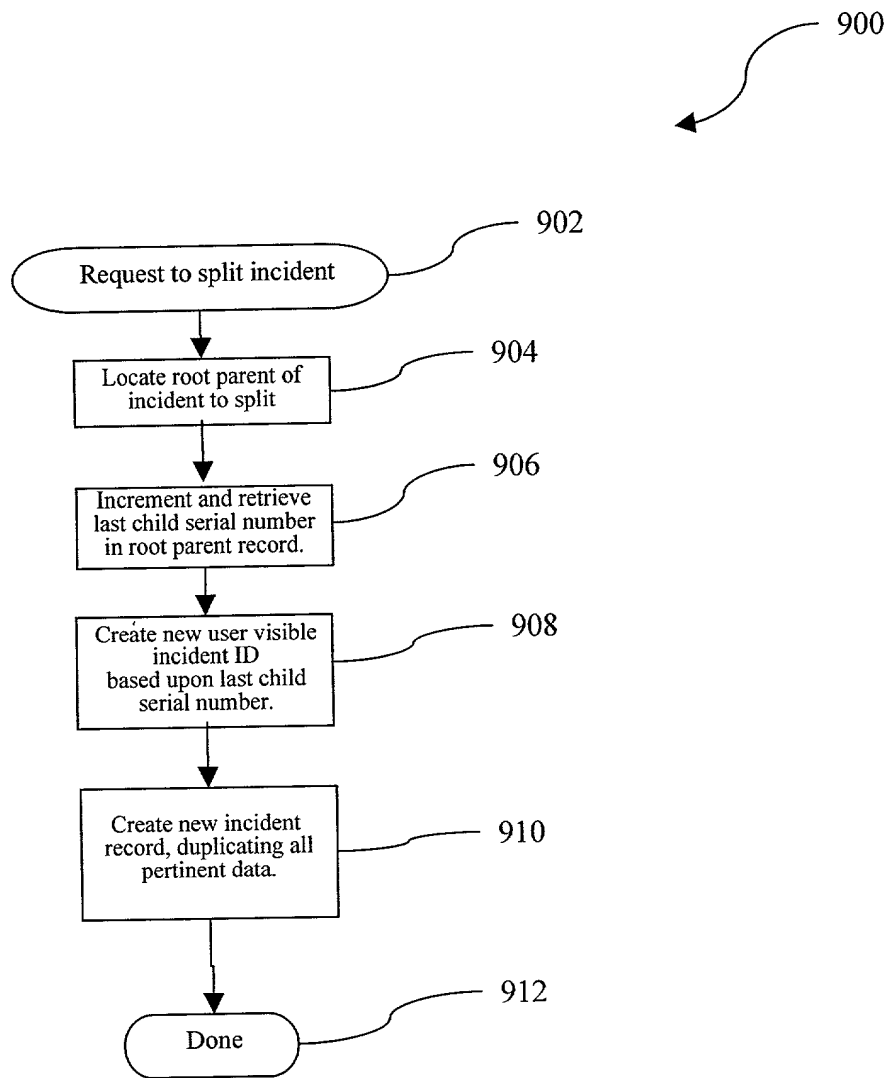 900
902
Request to split incident
904
Locate root parent of
incident to split
906
Increment and retrieve
last child serial number
in root parent record.
908
Create new user visible
incident ID
based upon last child
serial number.
910
Create new incident
record, duplicating all
pertinent data.
912
Done